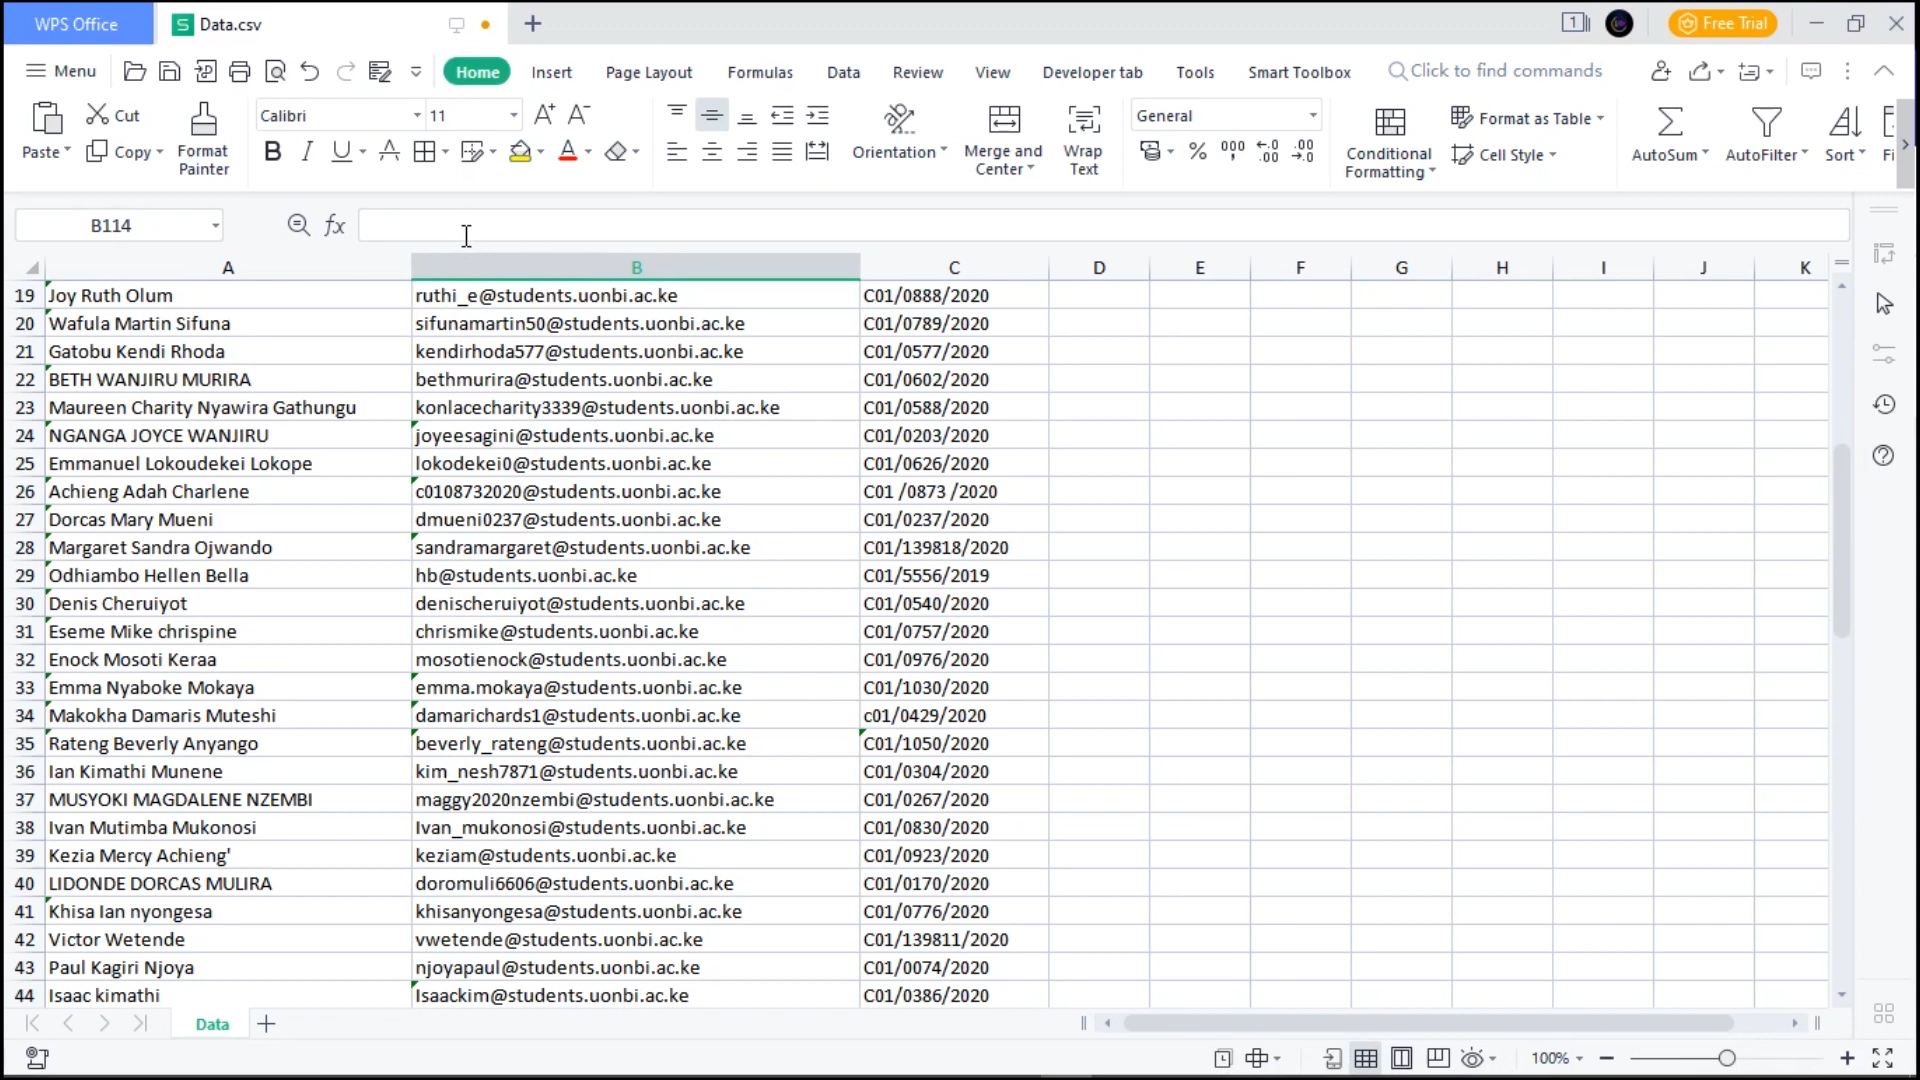 WPS Office Data.csv 1 Free Trial
Menu Home Insert Page Layout Formulas Data Review View Developer tab Tools Smart Toolbox Click to find commands
Paste Cut Copy Format Painter Calibri 11 Orientation Merge and Center Wrap Text General Conditional Formatting Format as Table Cell Style AutoSum AutoFilter Sort Fi
B114 fx
A B C D E F G H I J K
19 Joy Ruth Olum ruthi_e@students.uonbi.ac.ke C01/0888/2020
20 Wafula Martin Sifuna sifunamartin50@students.uonbi.ac.ke C01/0789/2020
21 Gatobu Kendi Rhoda kendirhoda577@students.uonbi.ac.ke C01/0577/2020
22 BETH WANJIRU MURIRA bethmurira@students.uonbi.ac.ke C01/0602/2020
23 Maureen Charity Nyawira Gathungu konlacecharity3339@students.uonbi.ac.ke C01/0588/2020
24 NGANGA JOYCE WANJIRU joyeesagini@students.uonbi.ac.ke C01/0203/2020
25 Emmanuel Lokoudekei Lokope lokodekei0@students.uonbi.ac.ke C01/0626/2020
26 Achieng Adah Charlene c0108732020@students.uonbi.ac.ke C01 /0873 /2020
27 Dorcas Mary Mueni dmueni0237@students.uonbi.ac.ke C01/0237/2020
28 Margaret Sandra Ojwando sandramargaret@students.uonbi.ac.ke C01/139818/2020
29 Odhiambo Hellen Bella hb@students.uonbi.ac.ke C01/5556/2019
30 Denis Cheruiyot denischeruiyot@students.uonbi.ac.ke C01/0540/2020
31 Eseme Mike chrispine chrismike@students.uonbi.ac.ke C01/0757/2020
32 Enock Mosoti Keraa mosotienock@students.uonbi.ac.ke C01/0976/2020
33 Emma Nyaboke Mokaya emma.mokaya@students.uonbi.ac.ke C01/1030/2020
34 Makokha Damaris Muteshi damarichards1@students.uonbi.ac.ke c01/0429/2020
35 Rateng Beverly Anyango beverly_rateng@students.uonbi.ac.ke C01/1050/2020
36 Ian Kimathi Munene kim_nesh7871@students.uonbi.ac.ke C01/0304/2020
37 MUSYOKI MAGDALENE NZEMBI maggy2020nzembi@students.uonbi.ac.ke C01/0267/2020
38 Ivan Mutimba Mukonosi Ivan_mukonosi@students.uonbi.ac.ke C01/0830/2020
39 Kezia Mercy Achieng' keziam@students.uonbi.ac.ke C01/0923/2020
40 LIDONDE DORCAS MULIRA doromuli6606@students.uonbi.ac.ke C01/0170/2020
41 Khisa Ian nyongesa khisanyongesa@students.uonbi.ac.ke C01/0776/2020
42 Victor Wetende vwetende@students.uonbi.ac.ke C01/139811/2020
43 Paul Kagiri Njoya njoyapaul@students.uonbi.ac.ke C01/0074/2020
44 Isaac kimathi Isaackim@students.uonbi.ac.ke C01/0386/2020
Data
100%